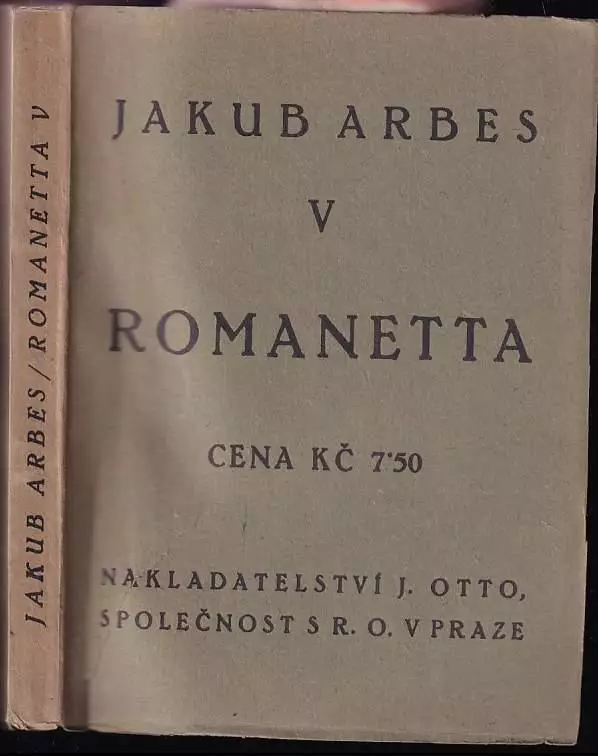 JAKUB ARBES / ROMANETTA V
JAKUB ARBES
V
ROMANETTA
CENA KČ 7·50
NAKLADATELSTVÍ J. OTTO,
SPOLEČNOST S R. O. V PRAZE